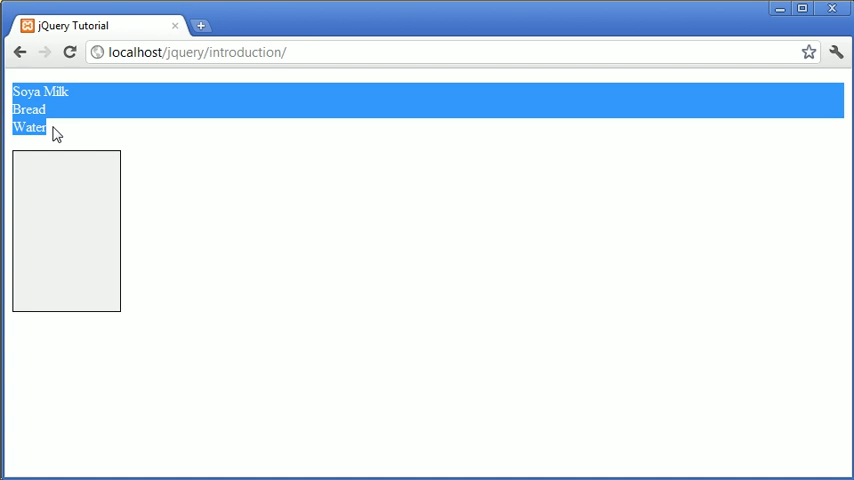 jQuery Tutorial
localhost/jquery/introduction/
Soya Milk
Bread
Water